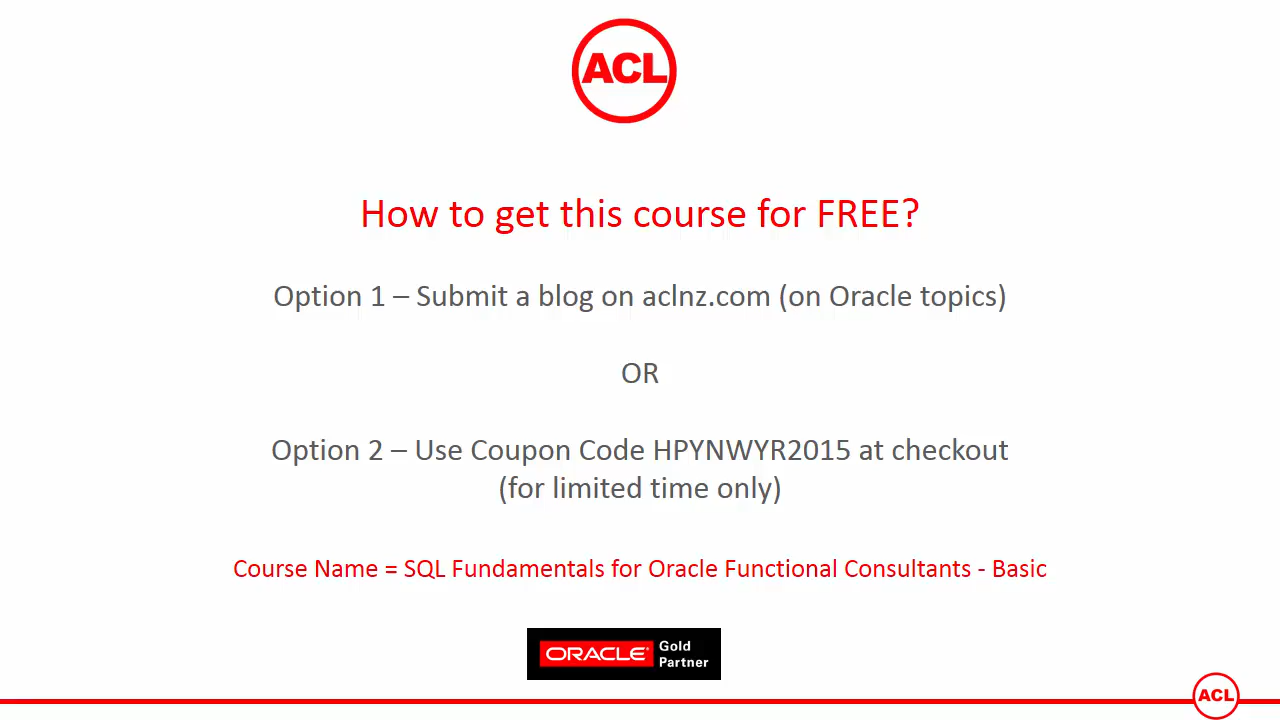 ACL
How to get this course for FREE?
Option 1 – Submit a blog on aclnz.com (on Oracle topics)
OR
Option 2 – Use Coupon Code HPYNWYR2015 at checkout
(for limited time only)
Course Name = SQL Fundamentals for Oracle Functional Consultants - Basic
ORACLE® Gold
Partner
ACL